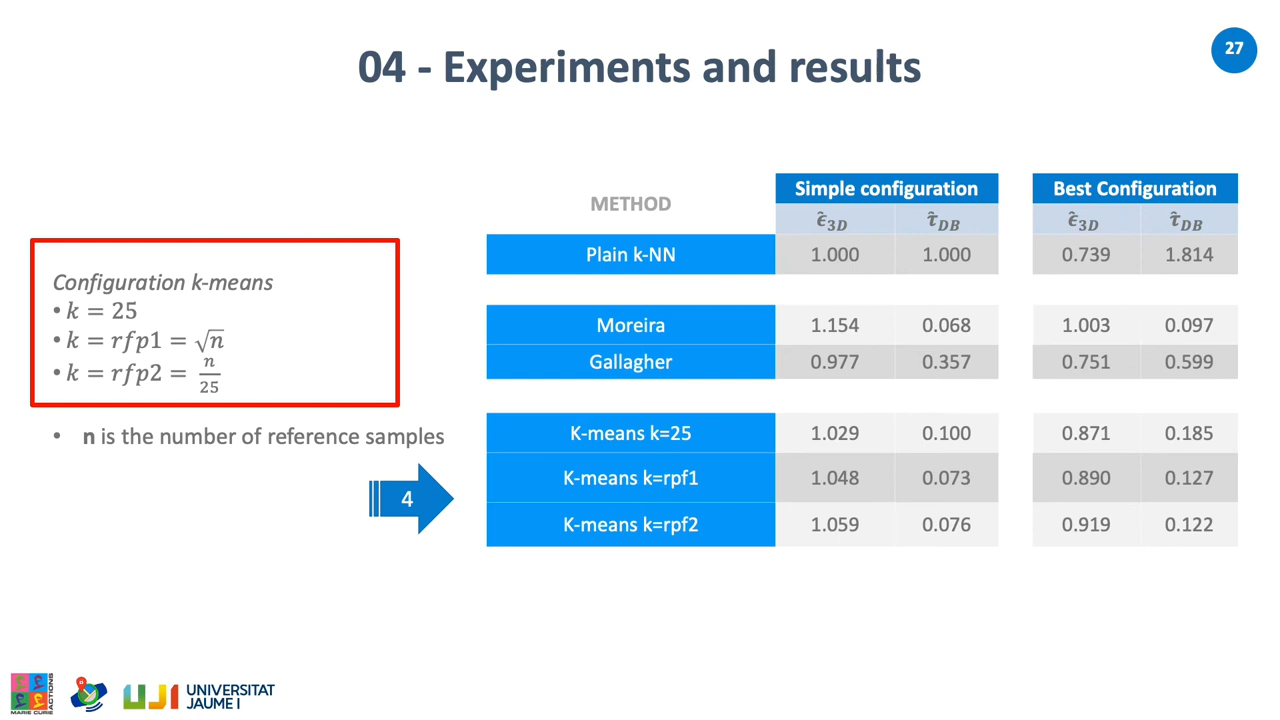 27
04 - Experiments and results
Configuration k-means
• k = 25
• k = rfp1 = √n
• k = rfp2 = n/25
• n is the number of reference samples
4
METHOD
Simple configuration
Best Configuration
ϵ̂3D τ̂DB ϵ̂3D τ̂DB
Plain k-NN 1.000 1.000 0.739 1.814
Moreira 1.154 0.068 1.003 0.097
Gallagher 0.977 0.357 0.751 0.599
K-means k=25 1.029 0.100 0.871 0.185
K-means k=rpf1 1.048 0.073 0.890 0.127
K-means k=rpf2 1.059 0.076 0.919 0.122
MARIE CURIE
ACTIONS
UJI
UNIVERSITAT
JAUME I